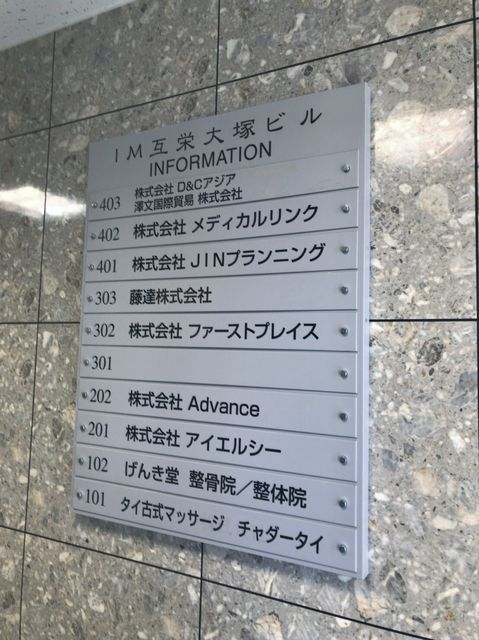 IM互栄大塚ビル
INFORMATION
403 株式会社 D&Cアジア
澤文国際貿易 株式会社
402 株式会社 メディカルリンク
401 株式会社 JINプランニング
303 藤達株式会社
302 株式会社 ファーストプレイス
301
202 株式会社 Advance
201 株式会社 アイエルシー
102 げんき堂 整骨院／整体院
101 タイ古式マッサージ チャダータイ